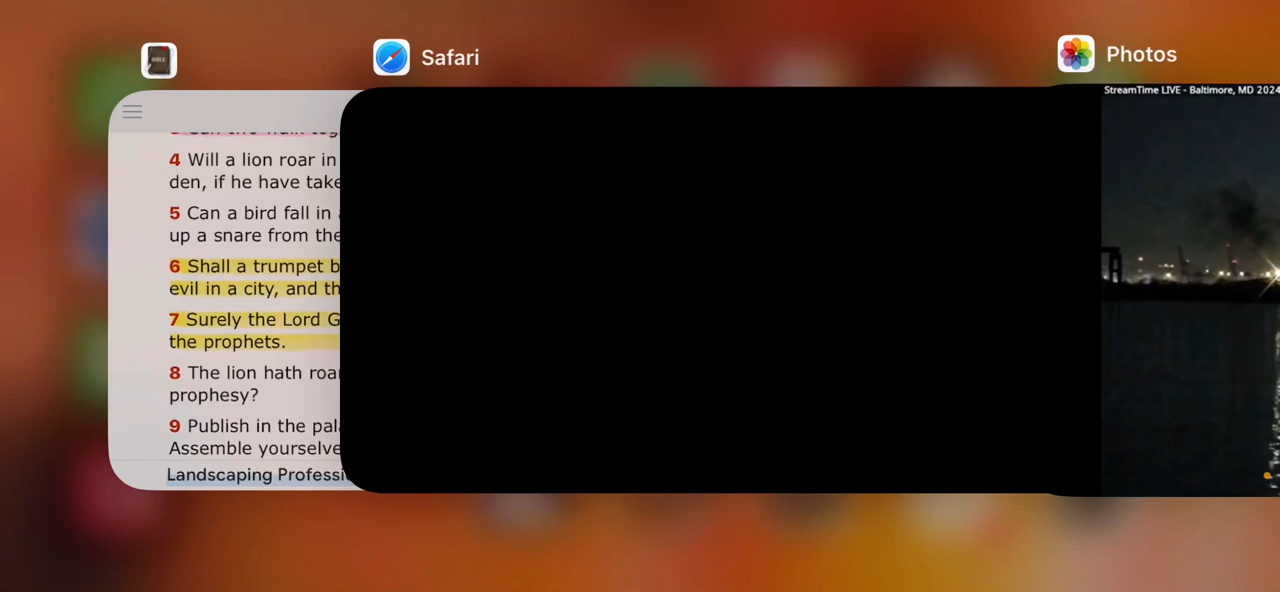 BIBLE
Safari
Photos
StreamTime LIVE - Baltimore, MD 2024
4 Will a lion roar in
den, if he have take
5 Can a bird fall in
up a snare from the
6 Shall a trumpet b
evil in a city, and th
7 Surely the Lord G
the prophets.
8 The lion hath roar
prophesy?
9 Publish in the pala
Assemble yourselve
Landscaping Professi